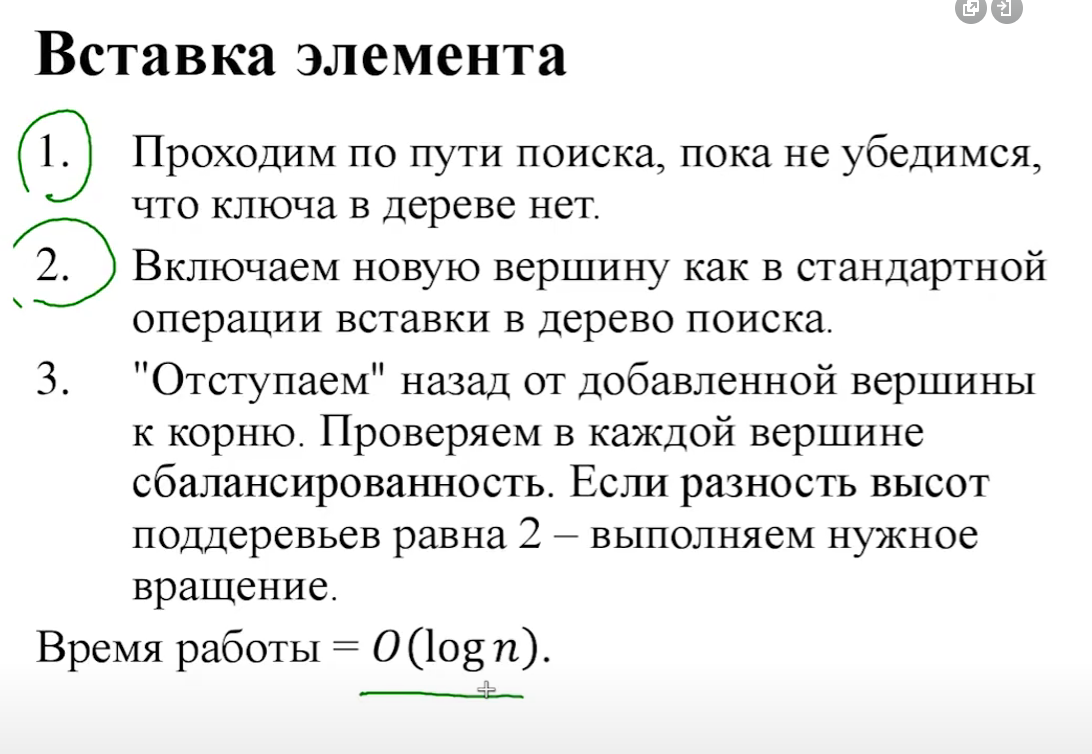 Вставка элемента
1. Проходим по пути поиска, пока не убедимся,
что ключа в дереве нет.
2. Включаем новую вершину как в стандартной
операции вставки в дерево поиска.
3. "Отступаем" назад от добавленной вершины
к корню. Проверяем в каждой вершине
сбалансированность. Если разность высот
поддеревьев равна 2 – выполняем нужное
вращение.
Время работы = O(log n).